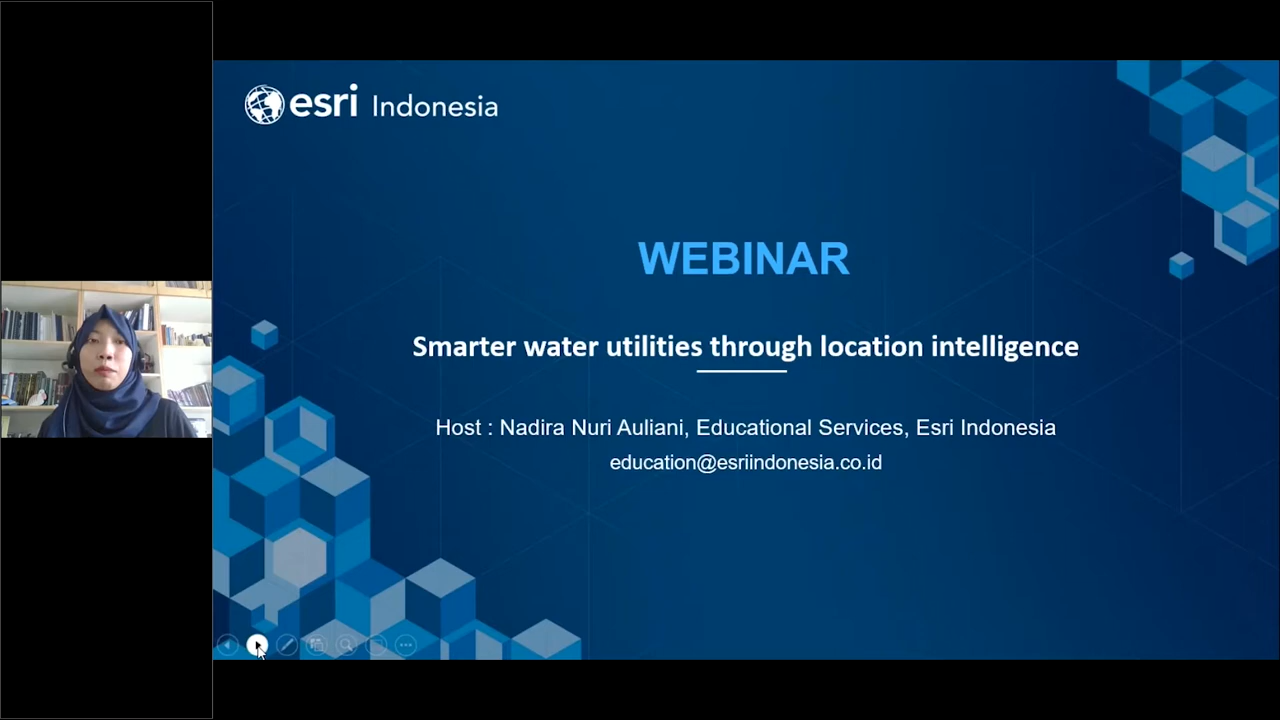 esri Indonesia
WEBINAR
Smarter water utilities through location intelligence
Host : Nadira Nuri Auliani, Educational Services, Esri Indonesia
education@esriindonesia.co.id